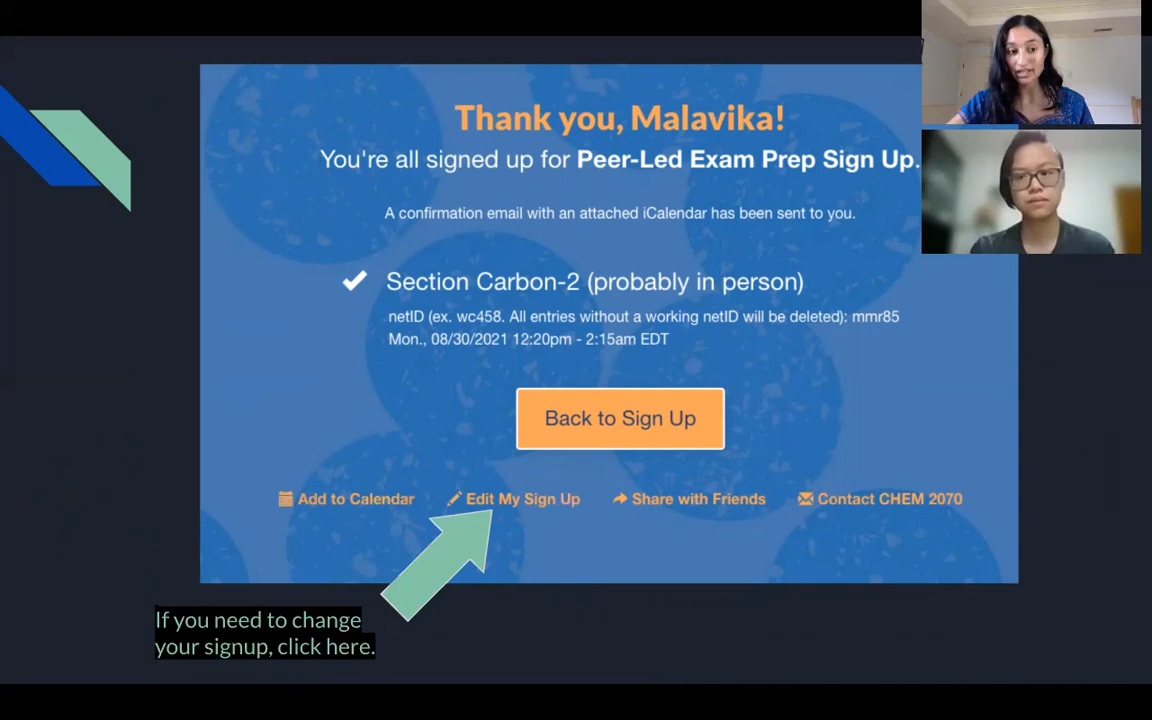 Thank you, Malavika!
You're all signed up for Peer-Led Exam Prep Sign Up.
A confirmation email with an attached iCalendar has been sent to you.
Section Carbon-2 (probably in person)
netID (ex. wc458. All entries without a working netID will be deleted): mmr85
Mon., 08/30/2021 12:20pm - 2:15am EDT
Back to Sign Up
Add to Calendar Edit My Sign Up Share with Friends Contact CHEM 2070
If you need to change
your signup, click here.